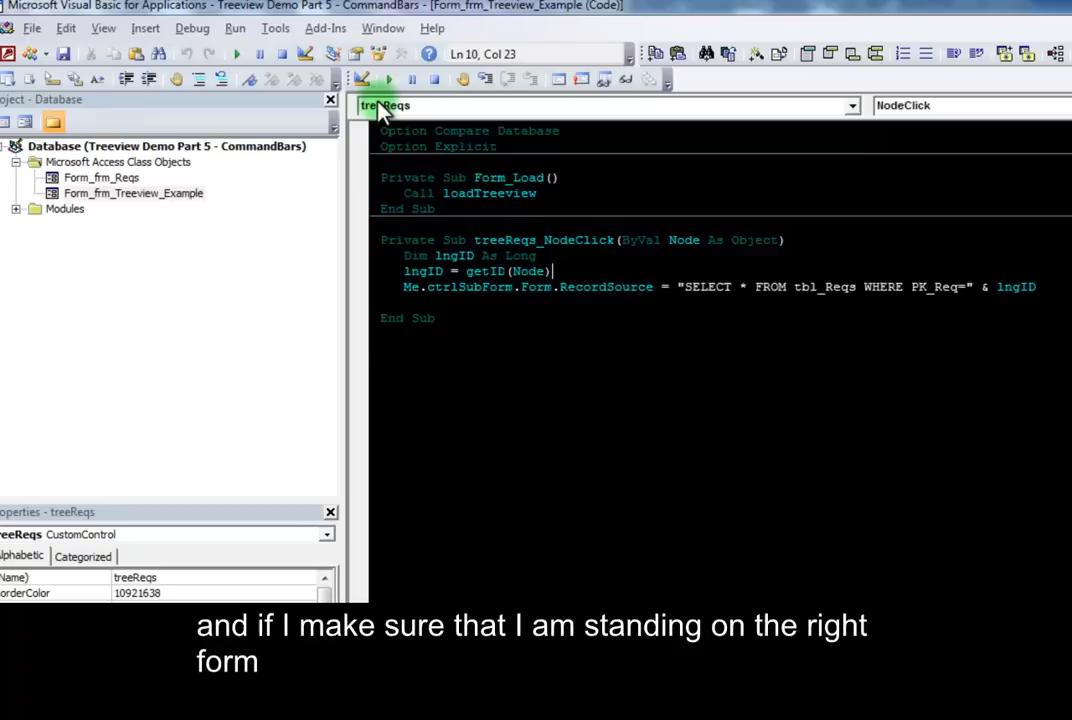 Microsoft Visual Basic for Applications - Treeview Demo Part 5 - CommandBars - [Form_frm_Treeview_Example (Code)]
File Edit View Insert Debug Run Tools Add-Ins Window Help
Ln 10, Col 23
oject - Database
treeReqs NodeClick
Database (Treeview Demo Part 5 - CommandBars)
Microsoft Access Class Objects
Form_frm_Reqs
Form_frm_Treeview_Example
Modules
Option Compare Database
Option Explicit
Private Sub Form_Load()
Call loadTreeview
End Sub
Private Sub treeReqs_NodeClick(ByVal Node As Object)
Dim lngID As Long
lngID = getID(Node)
Me.ctrlSubForm.Form.RecordSource = "SELECT * FROM tbl_Reqs WHERE PK_Req=" & lngID
End Sub
operties - treeReqs
reeReqs CustomControl
lphabetic Categorized
Name) treeReqs
orderColor 10921638
and if I make sure that I am standing on the right
form